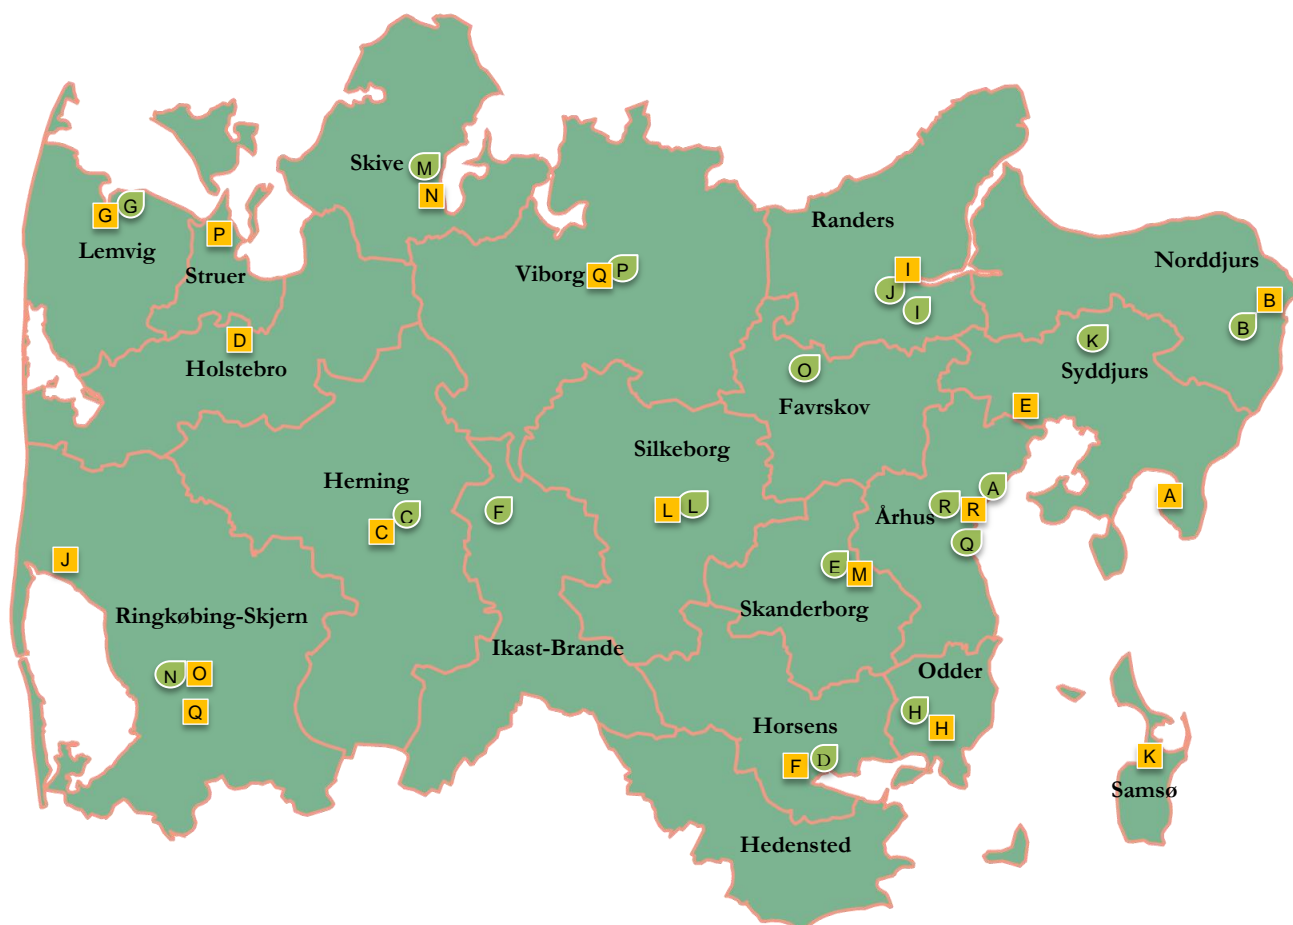 Skive
M
N
G
G
Lemvig
P
Struer
D
Holstebro
Viborg
Q
P
Randers
I
J
I
Norddjurs
B
B
K
Syddjurs
O
Favrskov
E
A
Silkeborg
L
L
Herning
C
C
F
Århus
R
A
R
Q
J
E
M
Skanderborg
Ringkøbing-Skjern
N
O
Q
Ikast-Brande
Odder
H
H
Horsens
F
D
K
Samsø
Hedensted